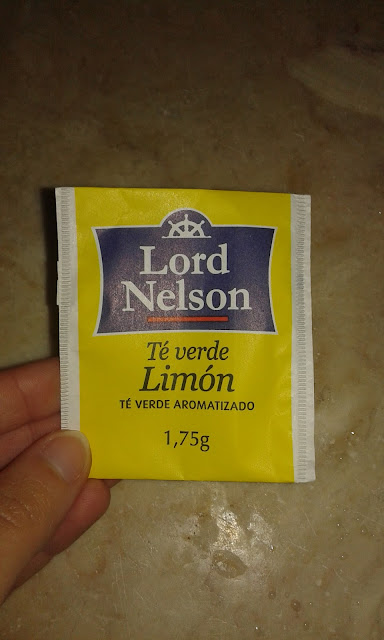 Lord
Nelson
Té verde
Limón
TÉ VERDE AROMATIZADO
1,75g